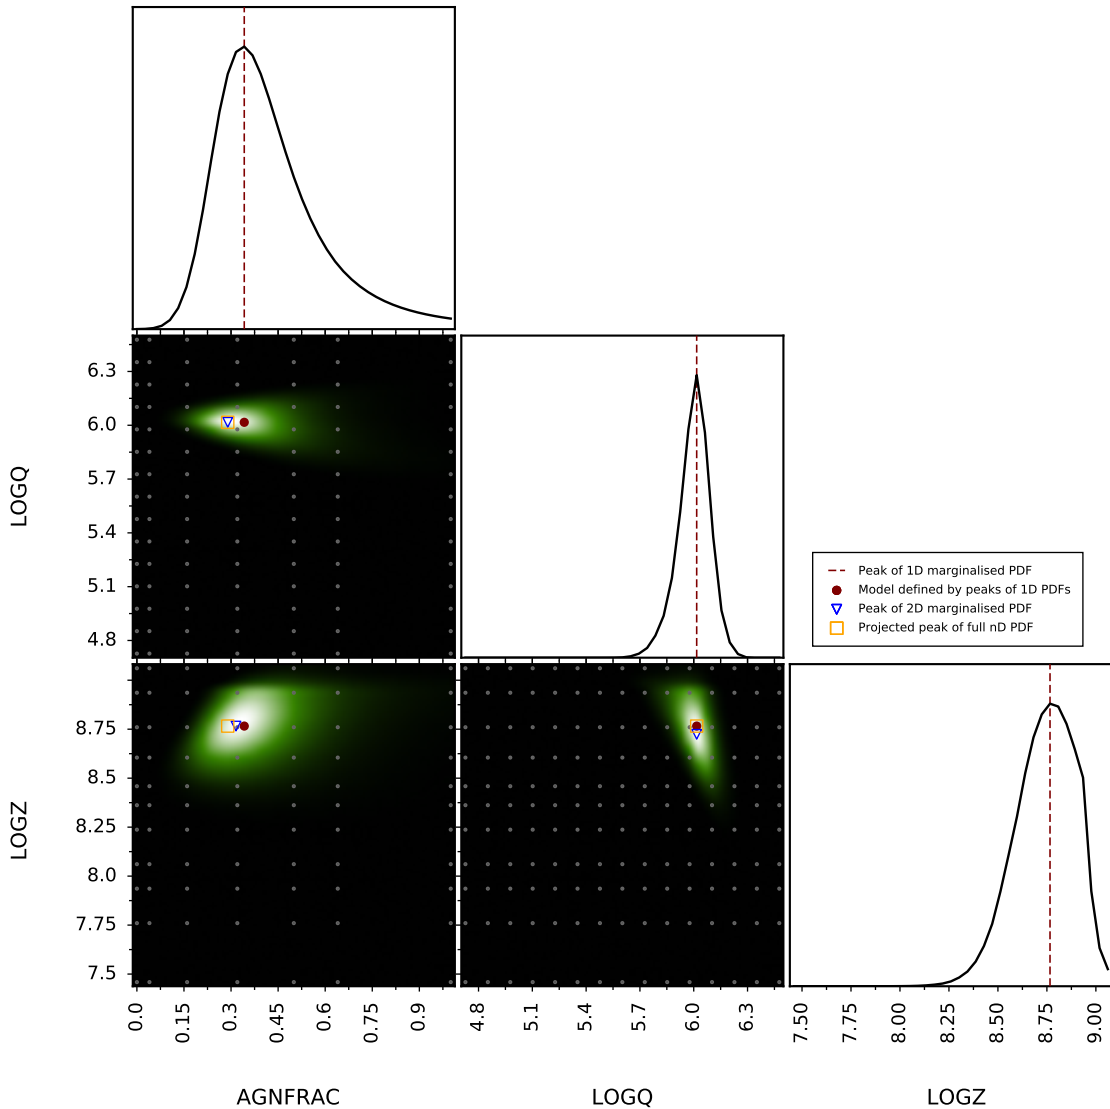 6.3
6.0
5.7
5.4
5.1
4.8
LOGQ
Peak of 1D marginalised PDF
Model defined by peaks of 1D PDFs
Peak of 2D marginalised PDF
Projected peak of full nD PDF
8.75
8.5
8.25
8.0
7.75
7.5
LOGZ
0.0 0.15 0.3 0.45 0.6 0.75 0.9
4.8 5.1 5.4 5.7 6.0 6.3
7.50 7.75 8.00 8.25 8.50 8.75 9.00
AGNFRAC
LOGQ
LOGZ